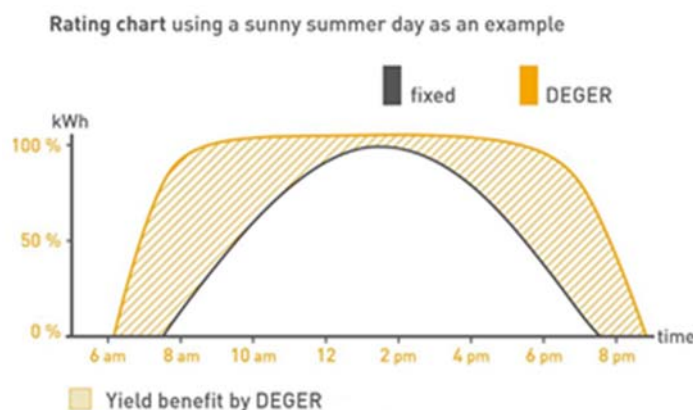 Rating chart using a sunny summer day as an example
fixed
DEGER
kWh
100 %
50 %
0 %
6 am 8 am 10 am 12 2 pm 4 pm 6 pm 8 pm
time
Yield benefit by DEGER